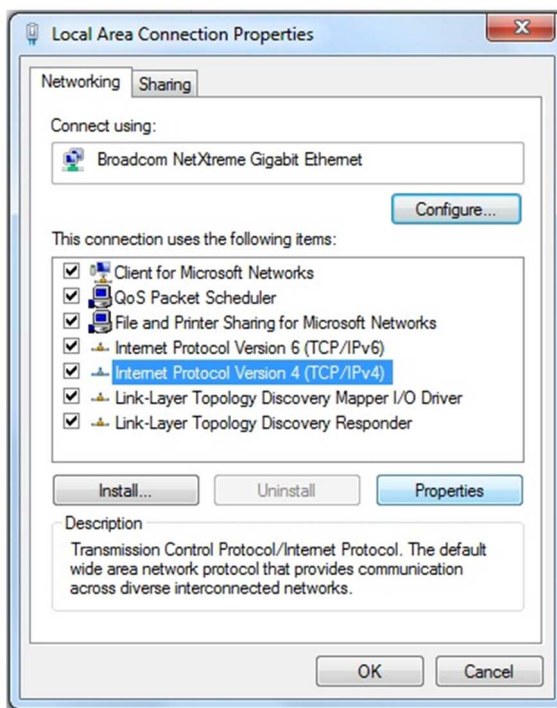 Local Area Connection Properties
Networking
Sharing
Connect using:
Broadcom NetXtreme Gigabit Ethernet
Configure...
This connection uses the following items:
Client for Microsoft Networks
QoS Packet Scheduler
File and Printer Sharing for Microsoft Networks
Internet Protocol Version 6 (TCP/IPv6)
Internet Protocol Version 4 (TCP/IPv4)
Link-Layer Topology Discovery Mapper I/O Driver
Link-Layer Topology Discovery Responder
Install...
Uninstall
Properties
Description
Transmission Control Protocol/Internet Protocol. The default
wide area network protocol that provides communication
across diverse interconnected networks.
OK
Cancel